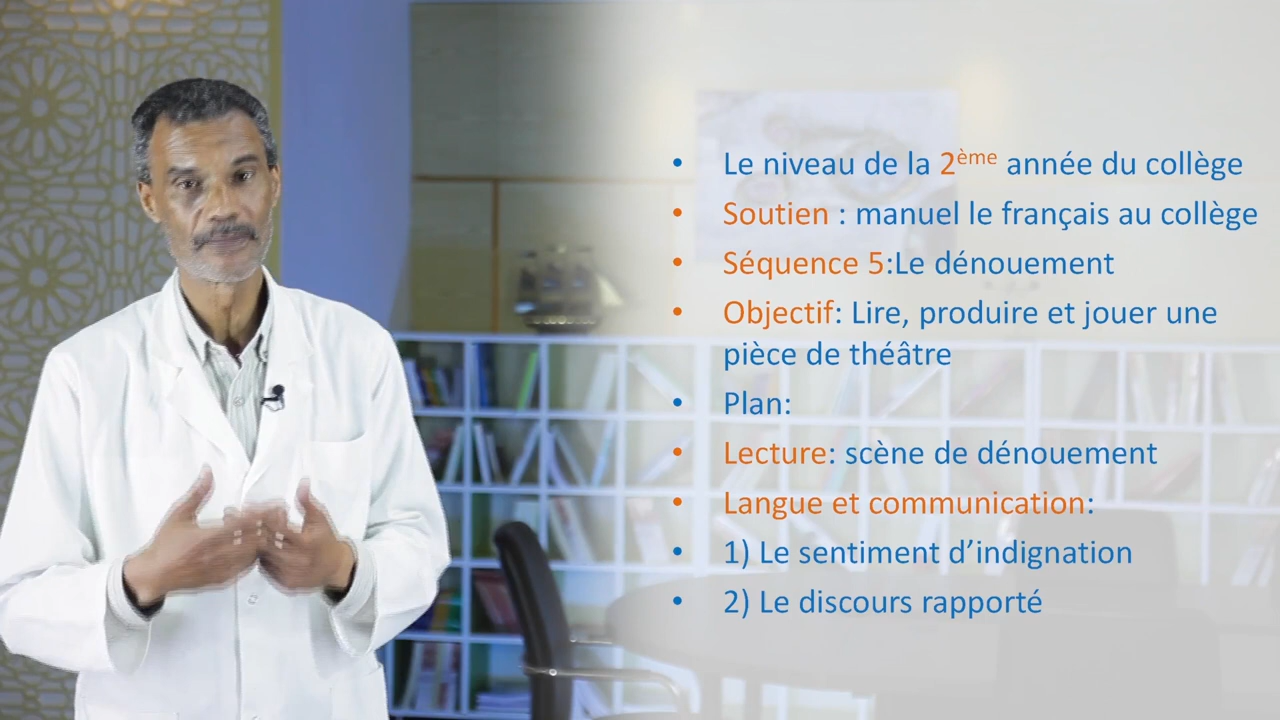 • Le niveau de la 2ème année du collège
• Soutien : manuel le français au collège
• Séquence 5:Le dénouement
• Objectif: Lire, produire et jouer une
pièce de théâtre
• Plan:
• Lecture: scène de dénouement
• Langue et communication:
• 1) Le sentiment d’indignation
• 2) Le discours rapporté